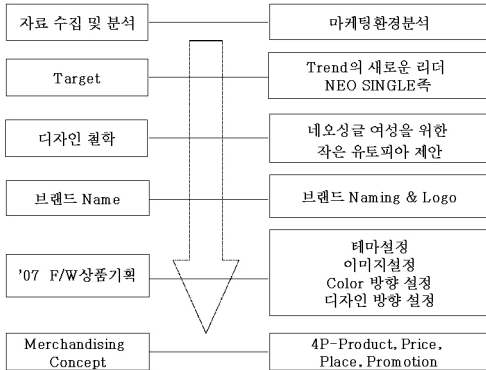 자료 수집 및 분석
마케팅환경분석
Target
Trend의 새로운 리더
NEO SINGLE족
디자인 철학
네오싱글 여성을 위한
작은 유토피아 제안
브랜드 Name
브랜드 Naming & Logo
'07 F/W상품기획
테마설정
이미지설정
Color 방향 설정
디자인 방향 설정
Merchandising
Concept
4P-Product, Price,
Place, Promotion